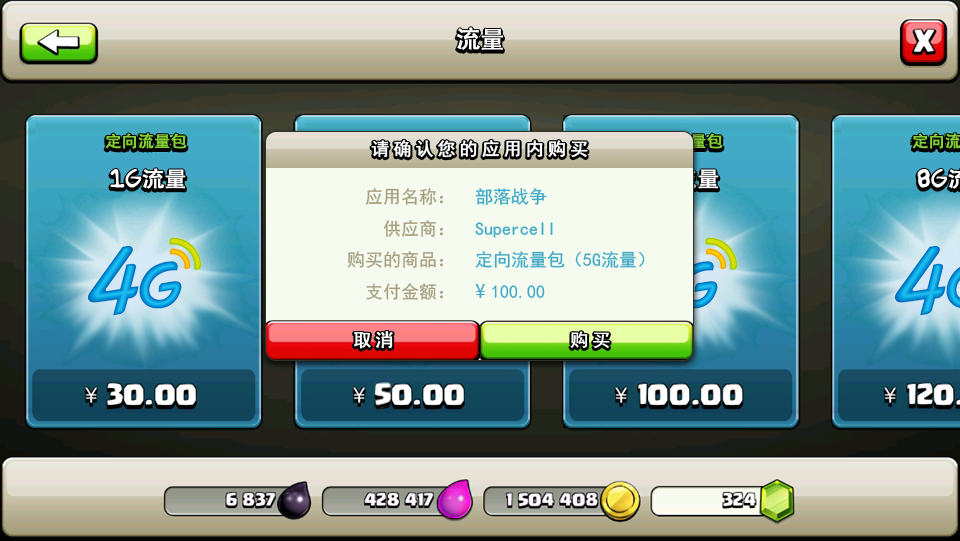 流量
X
定向流量包
1G流量
4G
¥ 30.00
¥ 50.00
量包
量
G
¥ 100.00
定向流
8G流
4G
¥ 120.
请确认您的应用内购买
应用名称： 部落战争
供应商： Supercell
购买的商品： 定向流量包（5G流量）
支付金额： ¥ 100.00
取消
购买
6 837
428 417
1 504 408
324